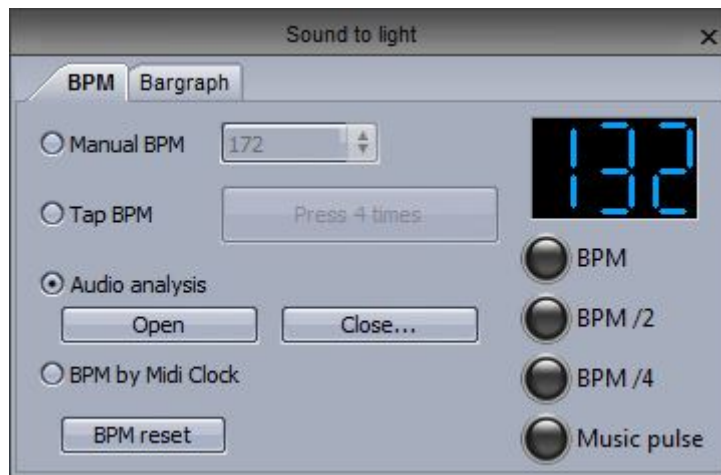 Sound to light
BPM Bargraph
Manual BPM 172
132
Tap BPM Press 4 times
BPM
Audio analysis
Open Close...
BPM /2
BPM by Midi Clock
BPM /4
BPM reset
Music pulse